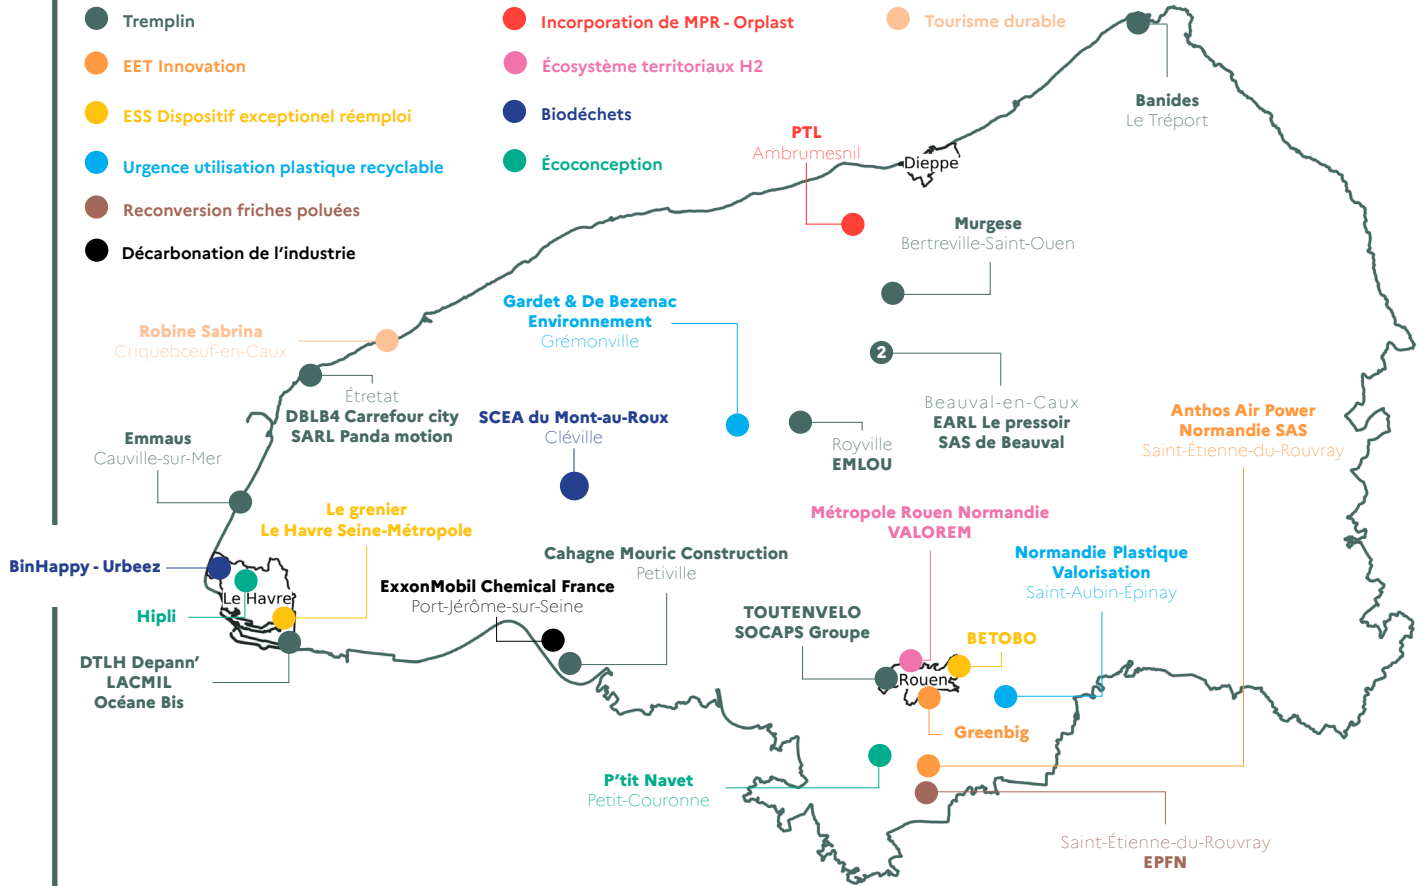 Tremplin
EET Innovation
ESS Dispositif exceptionel réemploi
Urgence utilisation plastique recyclable
Reconversion friches poluées
Décarbonation de l'industrie
Incorporation de MPR - Orplast
Écosystème territoriaux H2
Biodéchets
Écoconception
Tourisme durable
Banides
Le Tréport
PTL
Ambrumesnil
Dieppe
Murgese
Bertreville-Saint-Ouen
Gardet & De Bezenac
Environnement
Grémonville
Robine Sabrina
Criquebœuf-en-Caux
2
Étretat
DBLB4 Carrefour city
SARL Panda motion
SCEA du Mont-au-Roux
Cléville
Beauval-en-Caux
EARL Le pressoir
SAS de Beauval
Anthos Air Power
Normandie SAS
Saint-Étienne-du-Rouvray
Emmaus
Cauville-sur-Mer
Royville
EMLOU
Le grenier
Le Havre Seine-Métropole
Métropole Rouen Normandie
VALOREM
BinHappy - Urbeez
Cahagne Mouric Construction
Petiville
Normandie Plastique
Valorisation
Saint-Aubin-Épinay
ExxonMobil Chemical France
Port-Jérôme-sur-Seine
Le Havre
Hipli
TOUTENVELO
SOCAPS Groupe
BETOBO
DTLH Depann'
LACMIL
Océane Bis
Rouen
Greenbig
P'tit Navet
Petit-Couronne
Saint-Étienne-du-Rouvray
EPFN